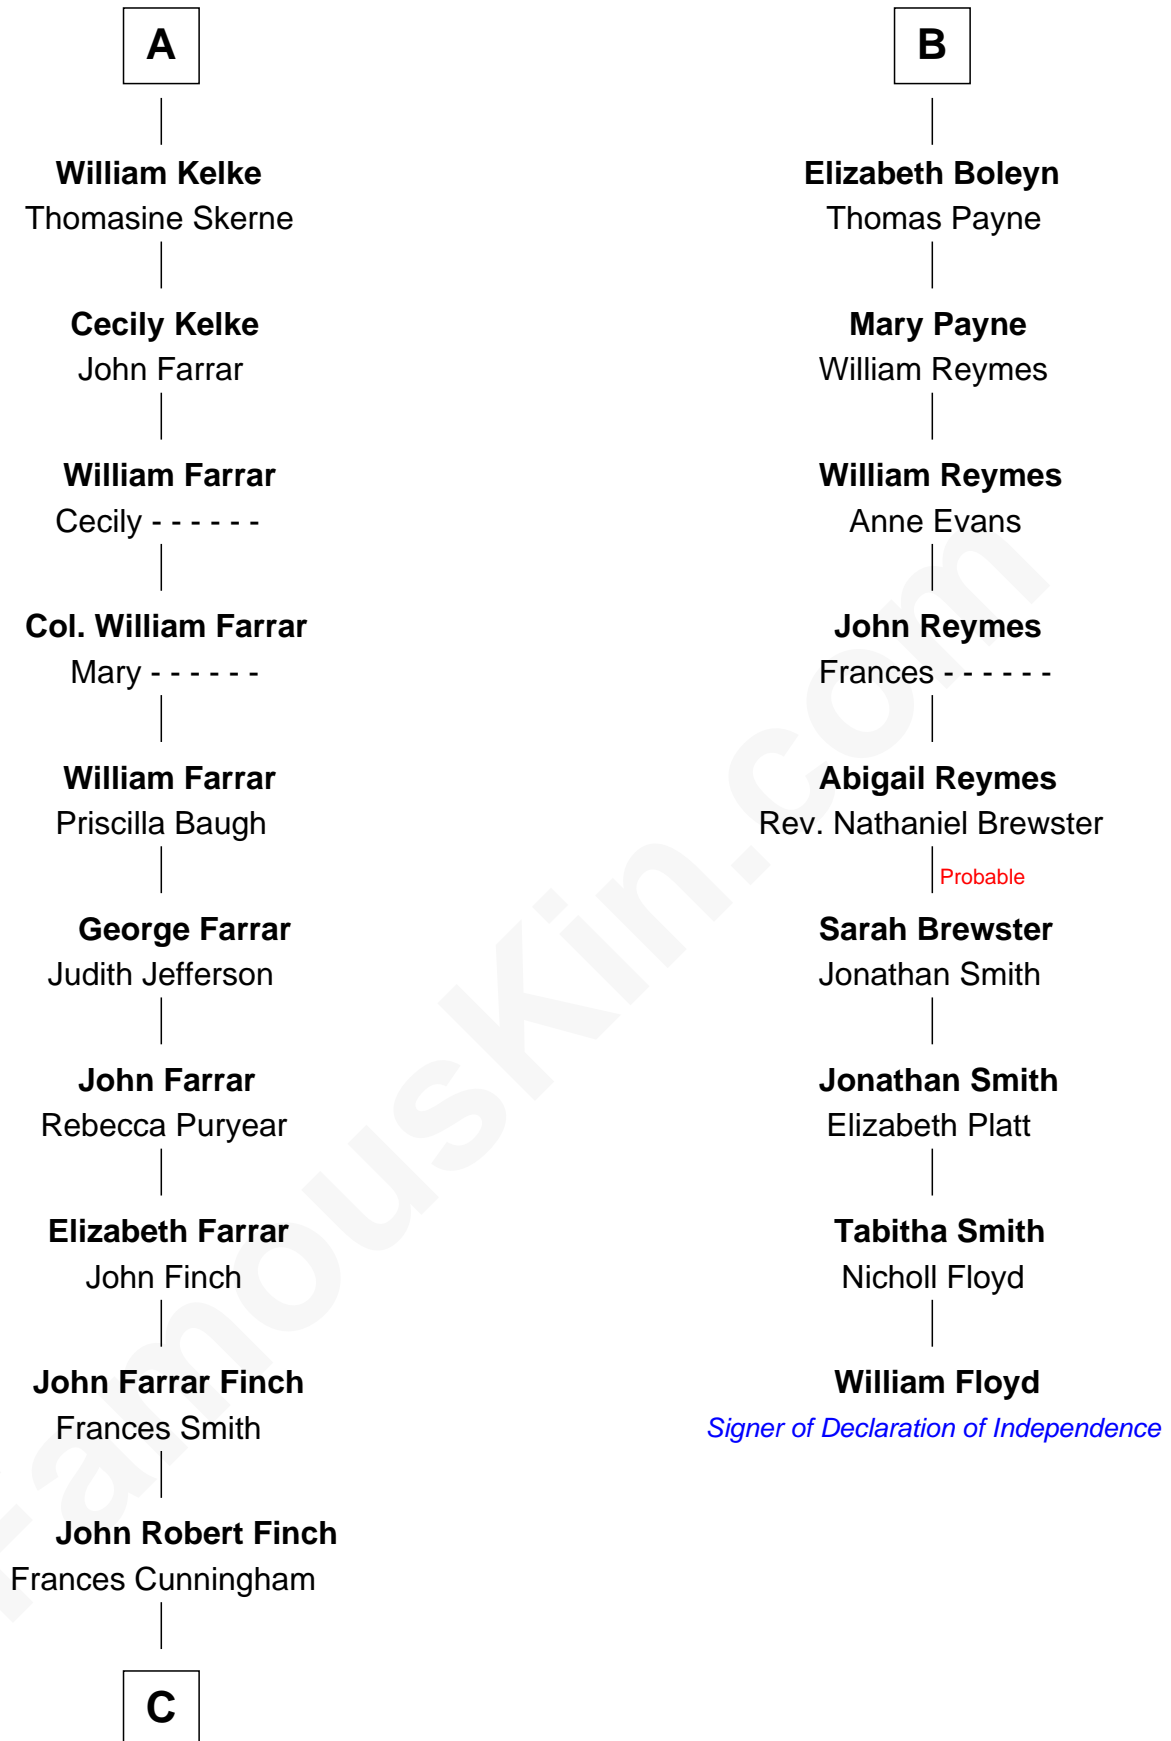 A
William Kelke
Thomasine Skerne
Cecily Kelke
John Farrar
William Farrar
Cecily - - - - - -
Col. William Farrar
Mary - - - - - -
William Farrar
Priscilla Baugh
George Farrar
Judith Jefferson
John Farrar
Rebecca Puryear
Elizabeth Farrar
John Finch
John Farrar Finch
Frances Smith
John Robert Finch
Frances Cunningham
C
B
Elizabeth Boleyn
Thomas Payne
Mary Payne
William Reymes
William Reymes
Anne Evans
John Reymes
Frances - - - - - -
Abigail Reymes
Rev. Nathaniel Brewster
Probable
Sarah Brewster
Jonathan Smith
Jonathan Smith
Elizabeth Platt
Tabitha Smith
Nicholl Floyd
William Floyd
Signer of Declaration of Independence
FamousKin.com